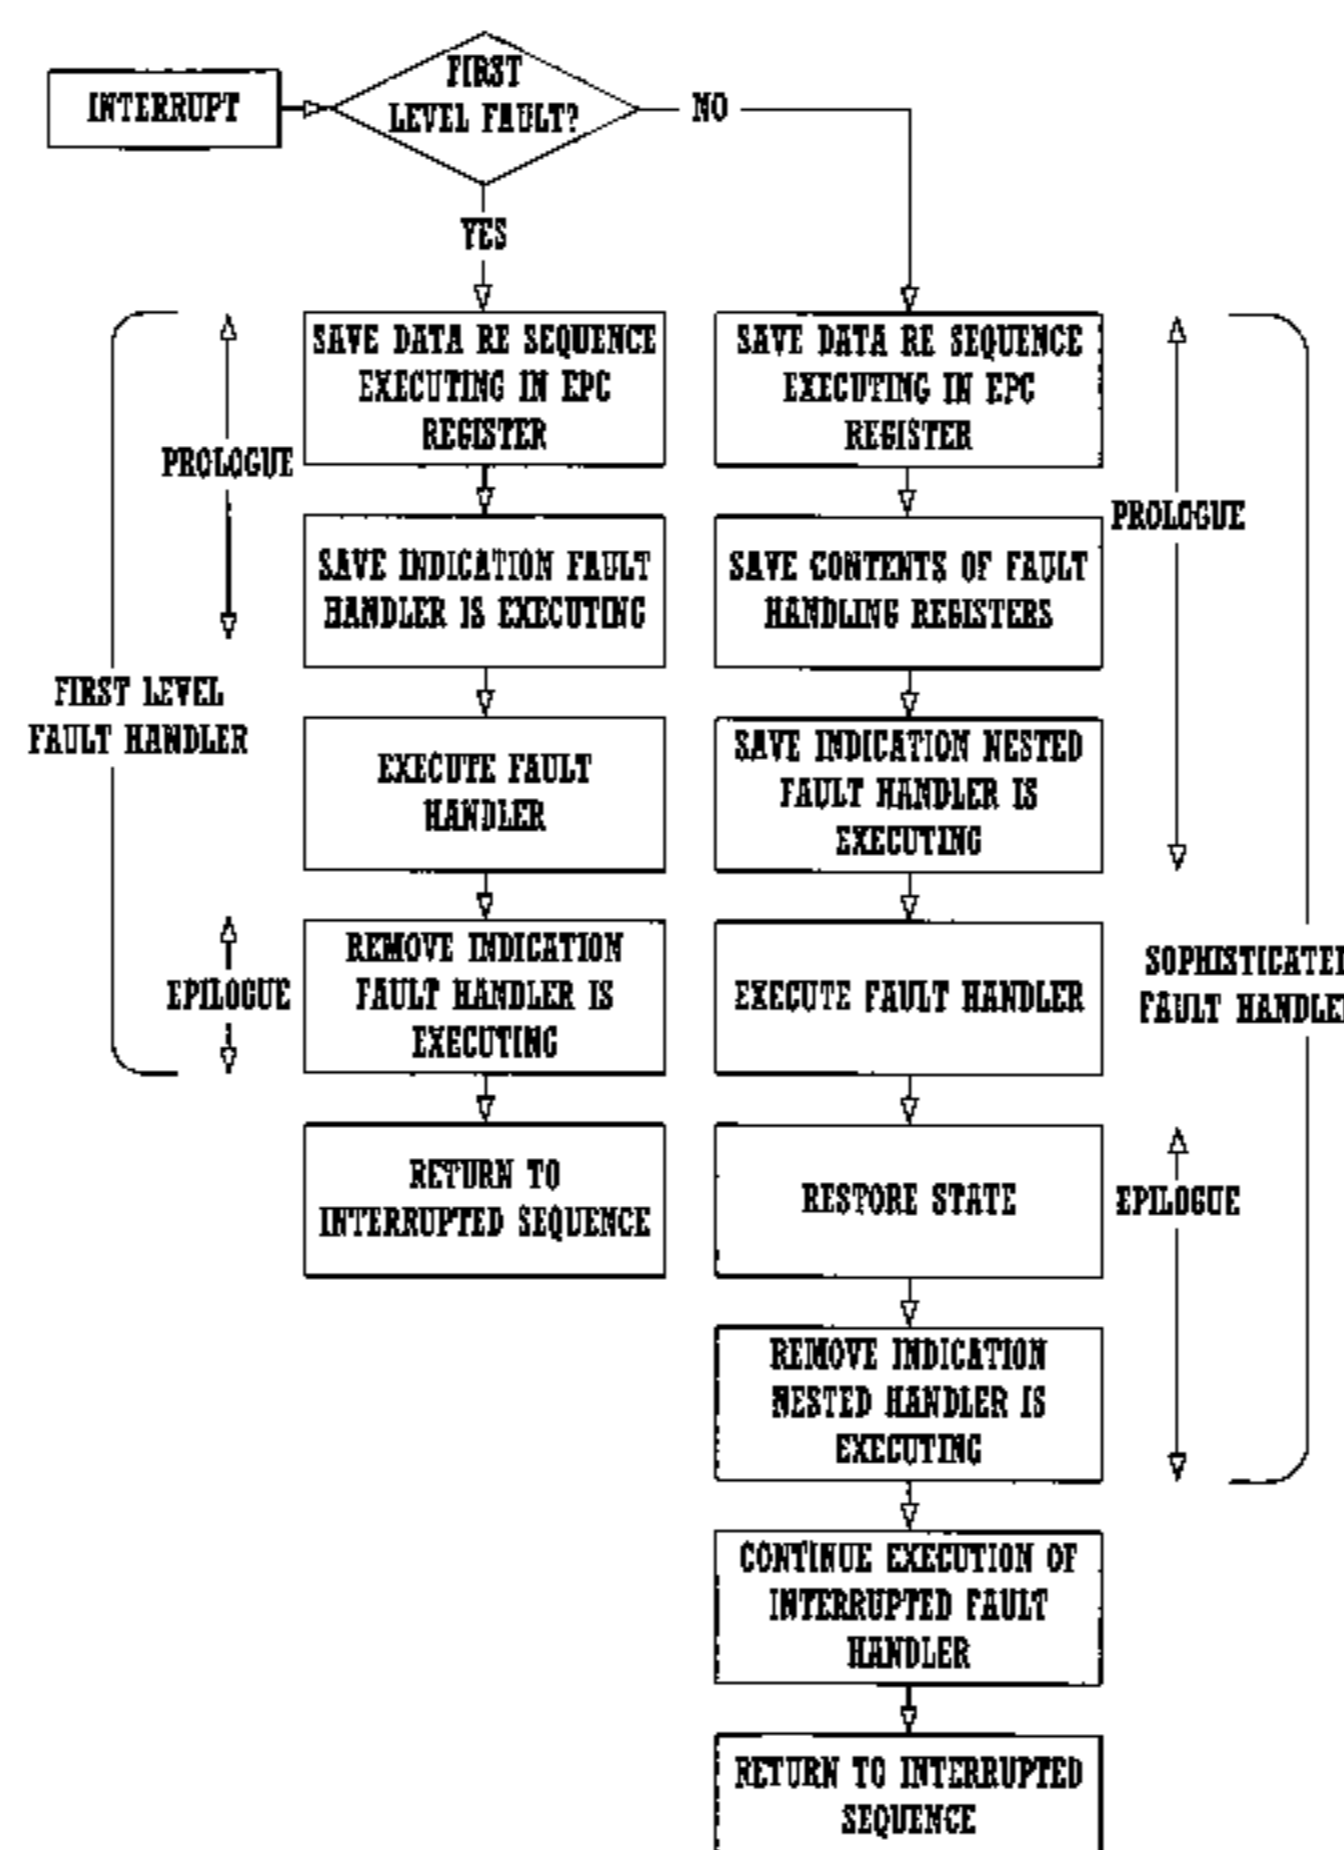 INTERRUPT
FIRST
LEVEL FAULT?
NO
YES
PROLOGUE
FIRST LEVEL
FAULT HANDLER
EPILOGUE
SAVE DATA RE SEQUENCE
EXECUTING IN EPC
REGISTER
SAVE INDICATION FAULT
HANDLER IS EXECUTING
EXECUTE FAULT
HANDLER
REMOVE INDICATION
FAULT HANDLER IS
EXECUTING
RETURN TO
INTERRUPTED SEQUENCE
SAVE DATA RE SEQUENCE
EXECUTING IN EPC
REGISTER
SAVE CONTENTS OF FAULT
HANDLING REGISTERS
SAVE INDICATION NESTED
FAULT HANDLER IS
EXECUTING
EXECUTE FAULT HANDLER
RESTORE STATE
REMOVE INDICATION
NESTED HANDLER IS
EXECUTING
CONTINUE EXECUTION OF
INTERRUPTED FAULT
HANDLER
RETURN TO INTERRUPTED
SEQUENCE
PROLOGUE
SOPHISTICATE
FAULT HANDLE
EPILOGUE